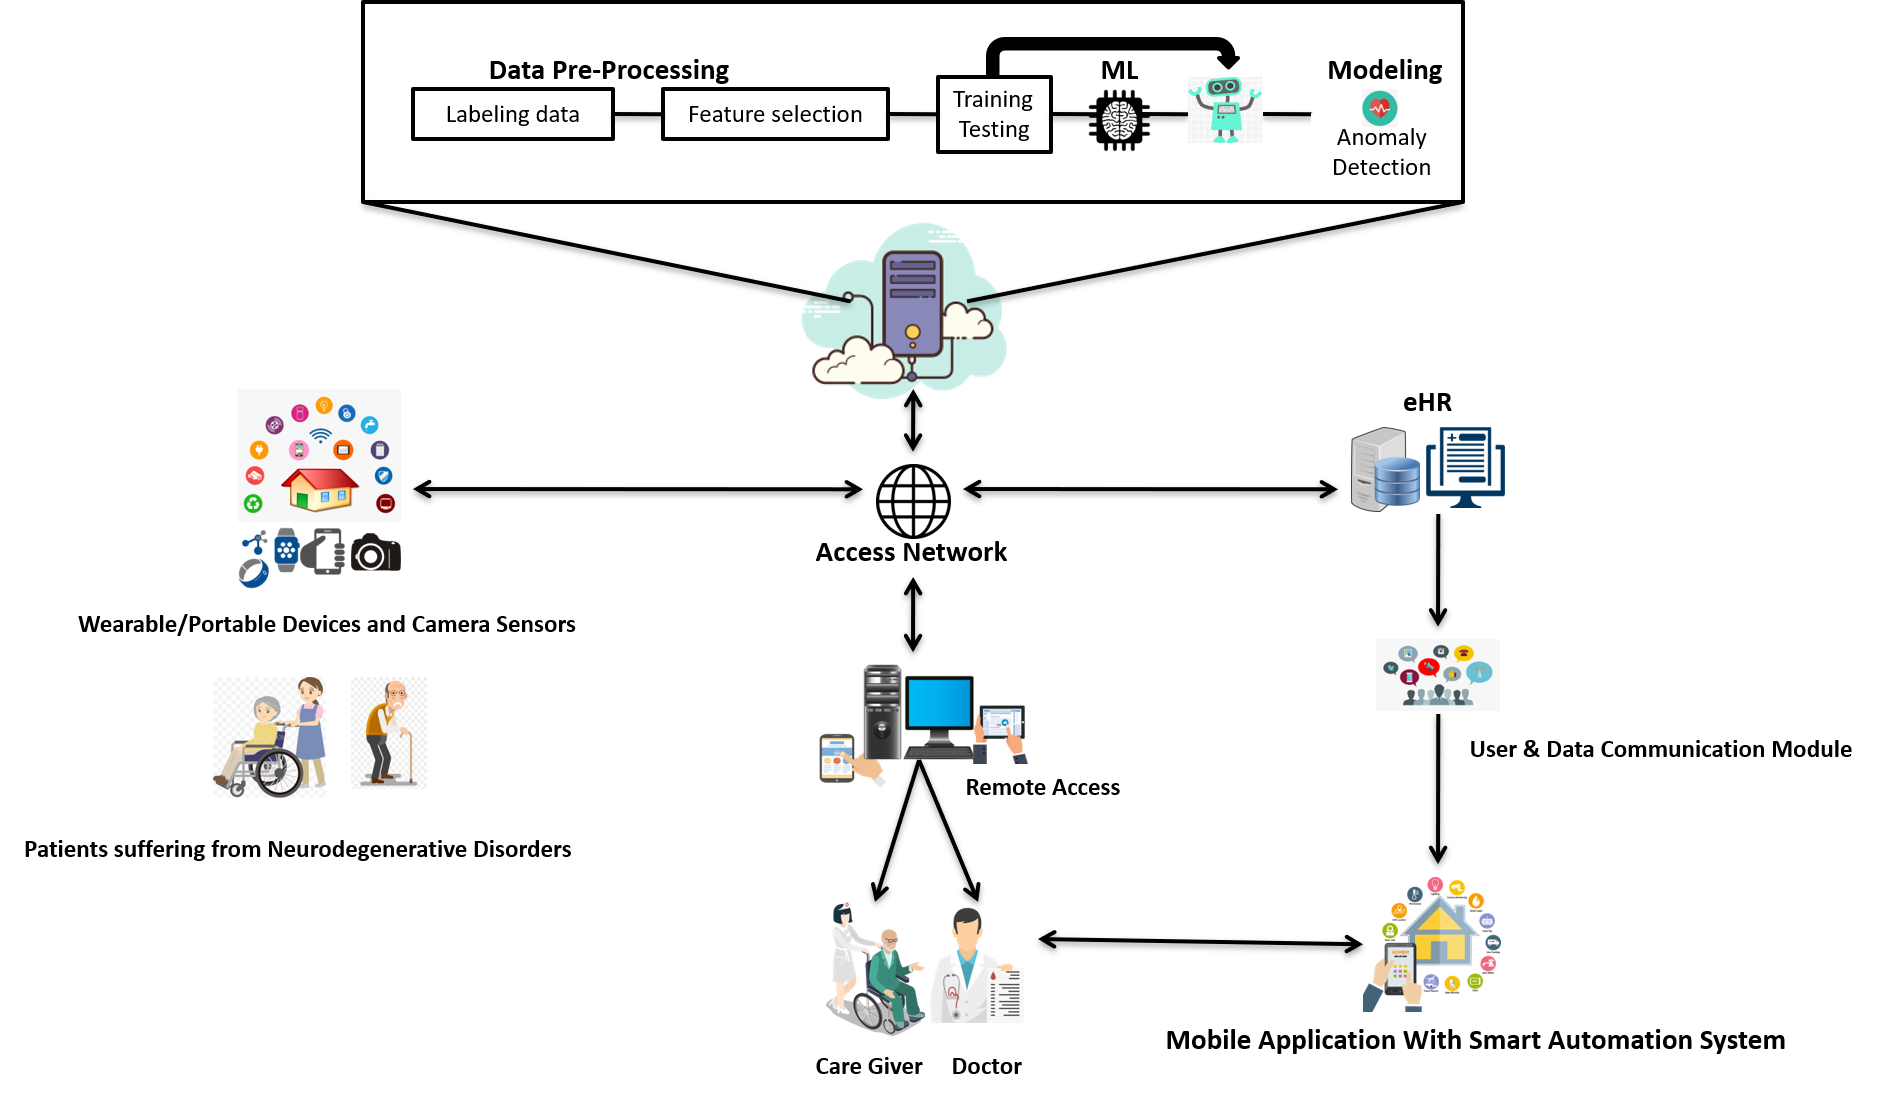 Data Pre-Processing
ML
Modeling
Labeling data
Feature selection
Training
Testing
Anomaly
Detection
eHR
Access Network
Wearable/Portable Devices and Camera Sensors
User & Data Communication Module
Remote Access
Patients suffering from Neurodegenerative Disorders
Mobile Application With Smart Automation System
Care Giver
Doctor